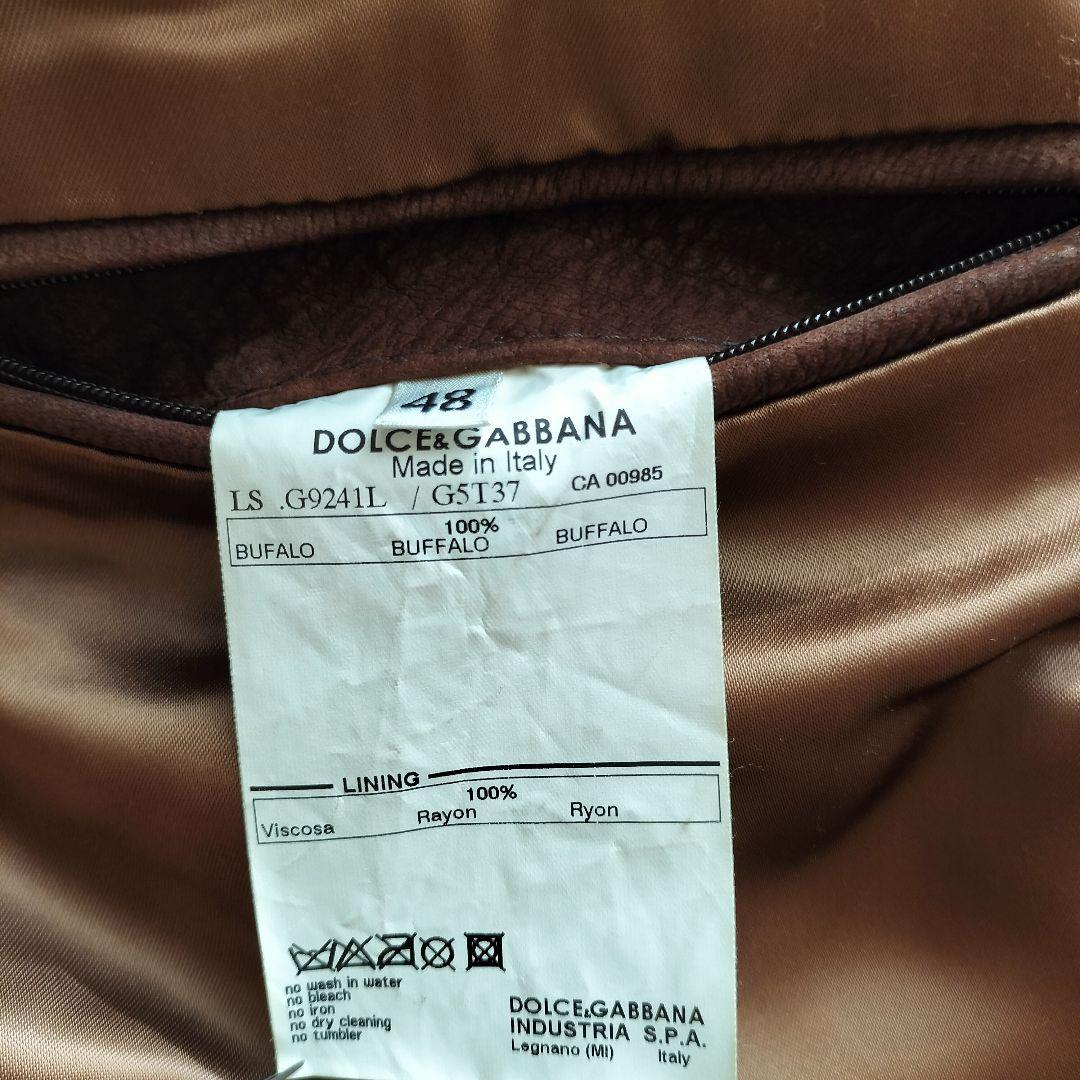 48
DOLCE&GABBANA
Made in Italy
LS .G9241L / G5T37 CA 00985
100%
BUFALO BUFFALO BUFFALO
LINING
100%
Viscosa Rayon Ryon
no wash in water
no bleach
no iron
no dry cleaning
no tumbler
DOLCE&GABBANA
INDUSTRIA S.P.A.
Legnano (MI) Italy